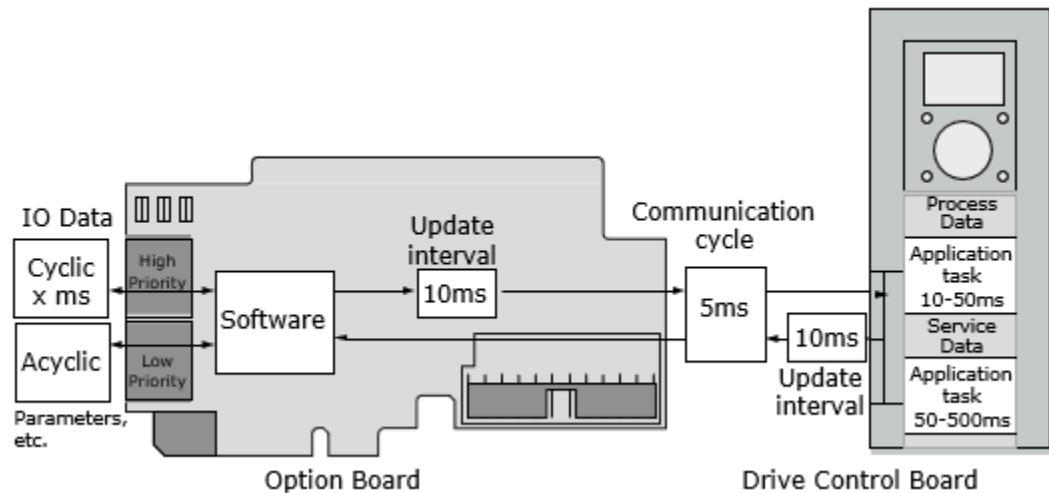 IO Data
Cyclic
x ms
Acyclic
Parameters,
etc.
High
Priority
Low
Priority
Software
Update
interval
10ms
Communication
cycle
5ms
10ms
Update
interval
Process
Data
Application
task
10-50ms
Service
Data
Application
task
50-500ms
Option Board
Drive Control Board